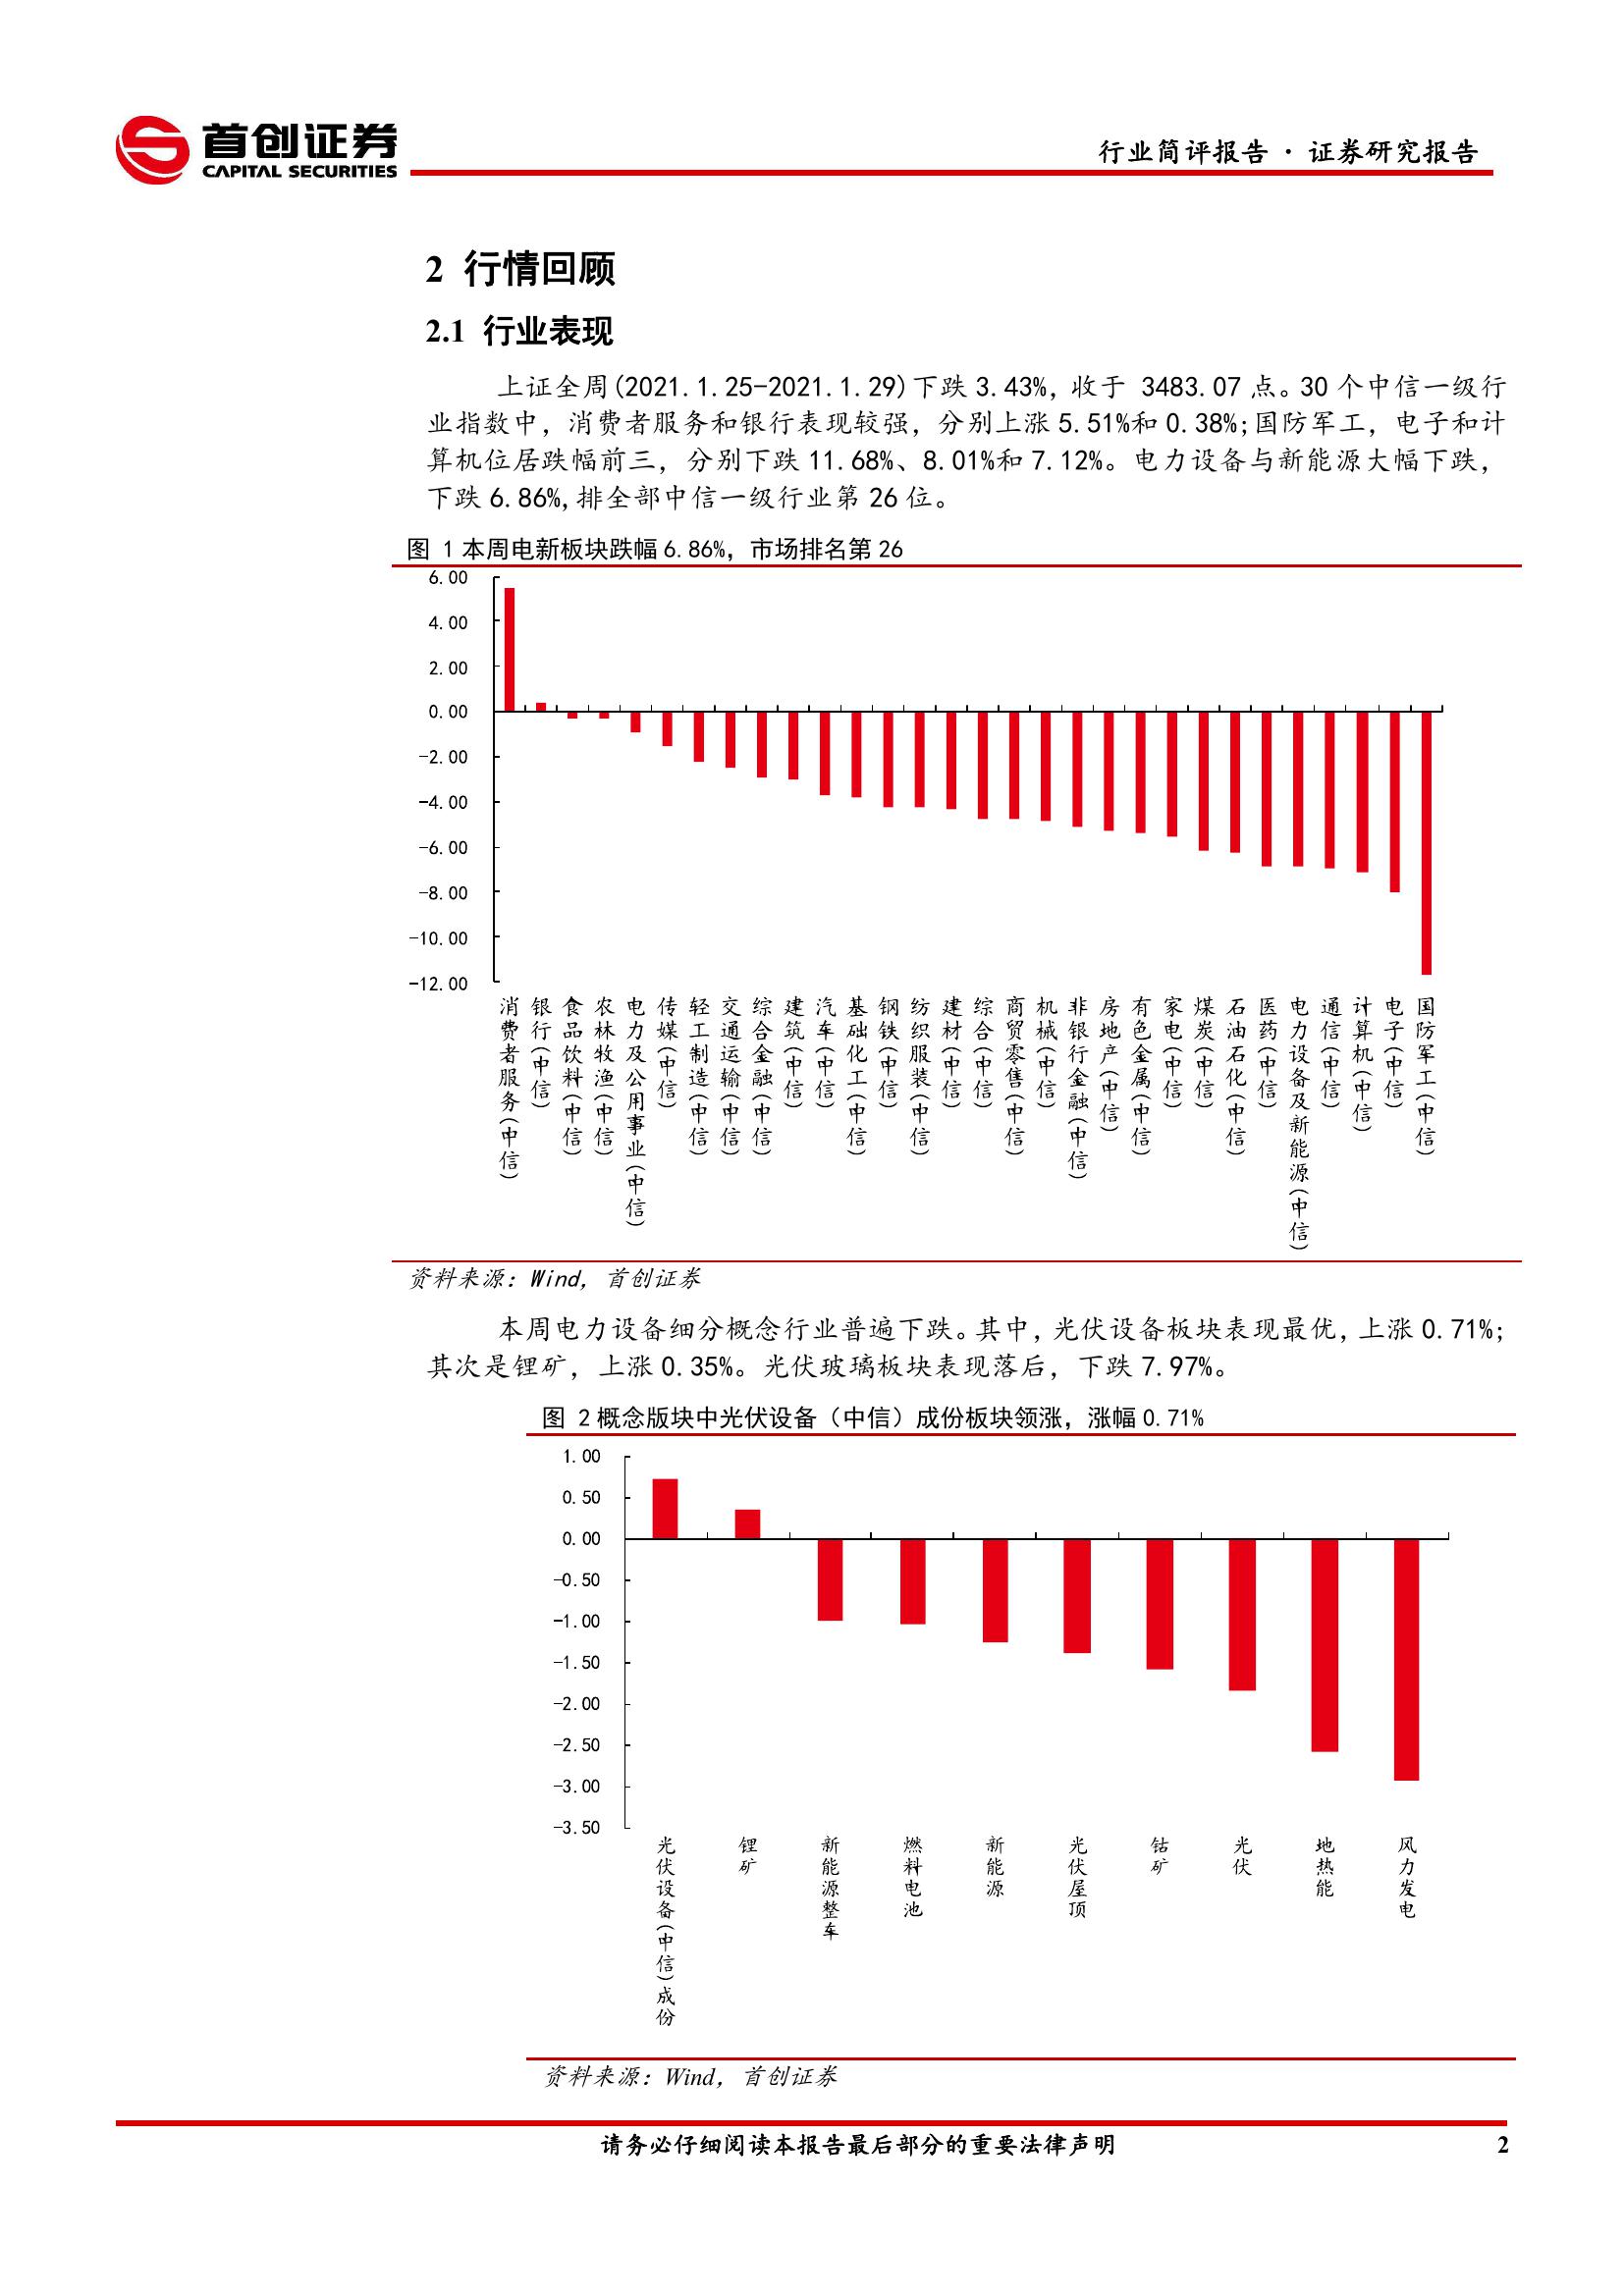 首创证券
CAPITAL SECURITIES
行业简评报告 · 证券研究报告
2 行情回顾
2.1 行业表现
上证全周(2021.1.25-2021.1.29)下跌 3.43%, 收于 3483.07 点。30 个中信一级行
业指数中，消费者服务和银行表现较强，分别上涨 5.51%和 0.38%;国防军工，电子和计
算机位居跌幅前三，分别下跌 11.68%、8.01%和 7.12%。电力设备与新能源大幅下跌，
下跌 6.86%,排全部中信一级行业第 26 位。
图 1 本周电新板块跌幅 6.86%，市场排名第 26
6.00
4.00
2.00
0.00
-2.00
-4.00
-6.00
-8.00
-10.00
-12.00
消费者服务(中信)
银行(中信)
食品饮料(中信)
农林牧渔(中信)
电力及公用事业(中信)
传媒(中信)
轻工制造(中信)
交通运输(中信)
综合金融(中信)
建筑(中信)
汽车(中信)
基础化工(中信)
钢铁(中信)
纺织服装(中信)
建材(中信)
综合(中信)
商贸零售(中信)
机械(中信)
非银行金融(中信)
房地产(中信)
有色金属(中信)
家电(中信)
煤炭(中信)
石油石化(中信)
医药(中信)
电力设备及新能源(中信)
通信(中信)
计算机(中信)
电子(中信)
国防军工(中信)
资料来源：Wind，首创证券
本周电力设备细分概念行业普遍下跌。其中，光伏设备板块表现最优，上涨 0.71%;
其次是锂矿，上涨 0.35%。光伏玻璃板块表现落后，下跌 7.97%。
图 2 概念版块中光伏设备（中信）成份板块领涨，涨幅 0.71%
1.00
0.50
0.00
-0.50
-1.00
-1.50
-2.00
-2.50
-3.00
-3.50
光伏设备(中信)成份
锂矿
新能源整车
燃料电池
新能源
光伏屋顶
钴矿
光伏
地热能
风力发电
资料来源：Wind，首创证券
请务必仔细阅读本报告最后部分的重要法律声明
2